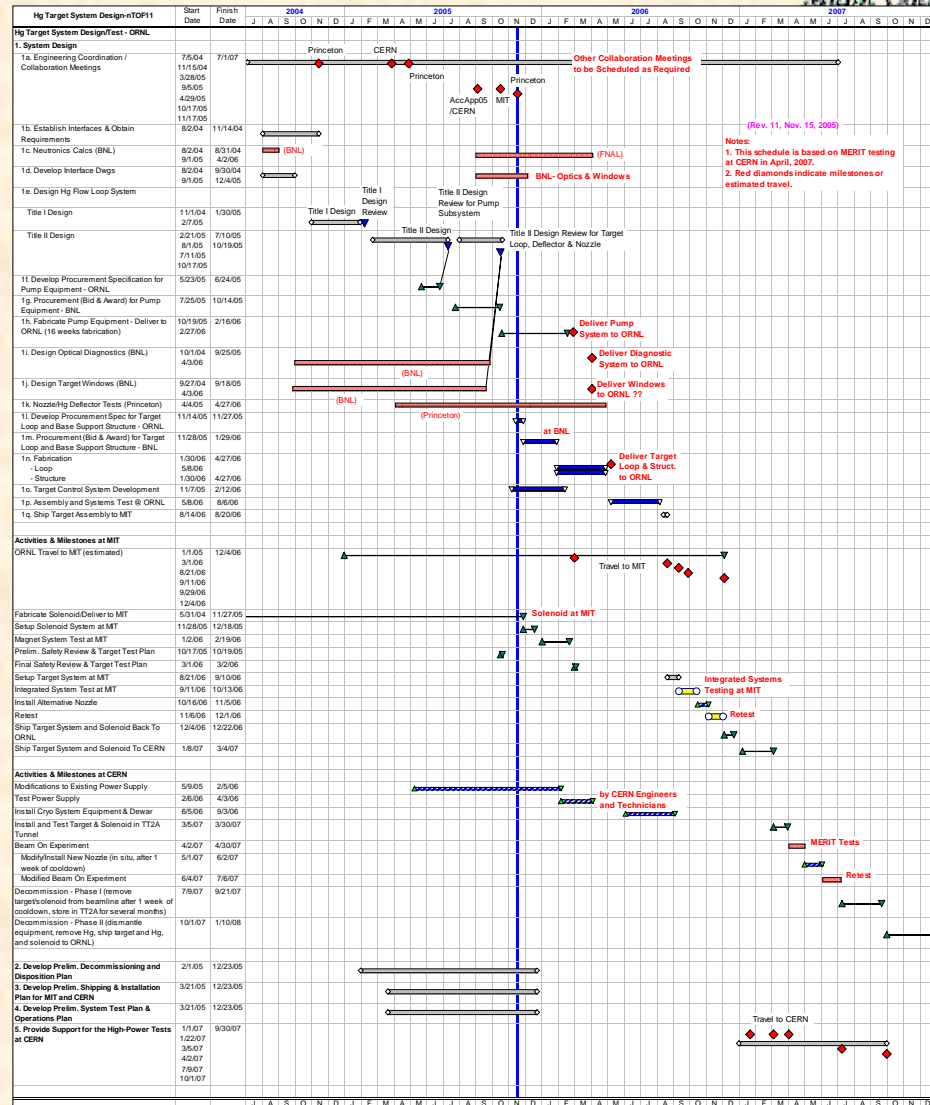 Hg Target System Design-nTOF11 Start Date Finish Date 2004 2005 2006 2007
J A S O N D J F M A M J J A S O N D J F M A M J J A S O N D J F M A M J J A S O N D
Hg Target System Design/Test - ORNL
1. System Design
1a. Engineering Coordination / Collaboration Meetings 7/5/04 7/1/07
11/15/04
3/28/05
9/5/05
4/29/05
10/17/05
11/17/05
Princeton CERN
Princeton
Princeton
AccApp05 /CERN
MIT
Other Collaboration Meetings
to be Scheduled as Required
1b. Establish Interfaces & Obtain Requirements 8/2/04 11/14/04
(Rev. 11, Nov. 15, 2005)
Notes:
1. This schedule is based on MERIT testing
at CERN in April, 2007.
2. Red diamonds indicate milestones or
estimated travel.
1c. Neutronics Calcs (BNL) 8/2/04 8/31/04
9/1/05 4/2/06
(BNL) (FNAL)
1d. Develop Interface Dwgs 8/2/04 9/30/04
9/1/05 12/4/05
BNL- Optics & Windows
1e. Design Hg Flow Loop System
Title I Design 11/1/04 1/30/05
2/7/05
Title I Design
Title I
Design
Review
Title II Design
Review for Pump
Subsystem
Title II Design 2/21/05 7/10/05
8/1/05 10/19/05
7/11/05
10/17/05
Title II Design
Title II Design Review for Target
Loop, Deflector & Nozzle
1f. Develop Procurement Specification for Pump Equipment - ORNL 5/23/05 6/24/05
1g. Procurement (Bid & Award) for Pump Equipment - BNL 7/25/05 10/14/05
1h. Fabricate Pump Equipment - Deliver to ORNL (16 weeks fabrication) 10/19/05 2/16/06
2/27/06
Deliver Pump
System to ORNL
1i. Design Optical Diagnostics (BNL) 10/1/04 9/25/05
4/3/06
(BNL)
Deliver Diagnostic
System to ORNL
1j. Design Target Windows (BNL) 9/27/04 9/18/05
4/3/06
(BNL)
Deliver Windows
to ORNL ??
1k. Nozzle/Hg Deflector Tests (Princeton) 4/4/05 4/27/06
(Princeton)
1l. Develop Procurement Spec for Target Loop and Base Support Structure - ORNL 11/14/05 11/27/05
1m. Procurement (Bid & Award) for Target Loop and Base Support Structure - BNL 11/28/05 1/29/06
at BNL
1n. Fabrication 1/30/06 4/27/06
- Loop 5/8/06
- Structure 1/30/06 4/27/06
Deliver Target
Loop & Struct.
to ORNL
1o. Target Control System Development 11/7/05 2/12/06
1p. Assembly and Systems Test @ ORNL 5/8/06 8/6/06
1q. Ship Target Assembly to MIT 8/14/06 8/20/06
Activities & Milestones at MIT
ORNL Travel to MIT (estimated) 1/1/05 12/4/06
3/1/06
8/21/06
9/11/06
9/29/06
12/4/06
Travel to MIT
Fabricate Solenoid/Deliver to MIT 5/31/04 11/27/05
Solenoid at MIT
Setup Solenoid System at MIT 11/28/05 12/18/05
Magnet System Test at MIT 1/2/06 2/19/06
Prelim. Safety Review & Target Test Plan 10/17/05 10/19/05
Final Safety Review & Target Test Plan 3/1/06 3/2/06
Setup Target System at MIT 8/21/06 9/10/06
Integrated System Test at MIT 9/11/06 10/13/06
Integrated Systems
Testing at MIT
Install Alternative Nozzle 10/16/06 11/5/06
Retest 11/6/06 12/1/06
Retest
Ship Target System and Solenoid Back To ORNL 12/4/06 12/22/06
Ship Target System and Solenoid To CERN 1/8/07 3/4/07
Activities & Milestones at CERN
Modifications to Existing Power Supply 5/9/05 2/5/06
Test Power Supply 2/6/06 4/3/06
by CERN Engineers
and Technicians
Install Cryo System Equipment & Dewar 6/5/06 9/3/06
Install and Test Target & Solenoid in TT2A Tunnel 3/5/07 3/30/07
Beam On Experiment 4/2/07 4/30/07
MERIT Tests
Modify/Install New Nozzle (in situ, after 1 week of cooldown) 5/1/07 6/2/07
Modified Beam On Experiment 6/4/07 7/6/07
Retest
Decommission - Phase I (remove target/solenoid from beamline after 1 week of cooldown, store in TT2A for several months) 7/9/07 9/21/07
Decommission - Phase II (dismantle equipment, remove Hg, ship target and Hg, and solenoid to ORNL) 10/1/07 1/10/08
2. Develop Prelim. Decommissioning and Disposition Plan 2/1/05 12/23/05
3. Develop Prelim. Shipping & Installation Plan for MIT and CERN 3/21/05 12/23/05
4. Develop Prelim. System Test Plan & Operations Plan 3/21/05 12/23/05
5. Provide Support for the High-Power Tests at CERN 1/1/07 9/30/07
1/22/07
3/5/07
4/2/07
7/9/07
10/1/07
Travel to CERN
J A S O N D J F M A M J J A S O N D J F M A M J J A S O N D J F M A M J J A S O N D